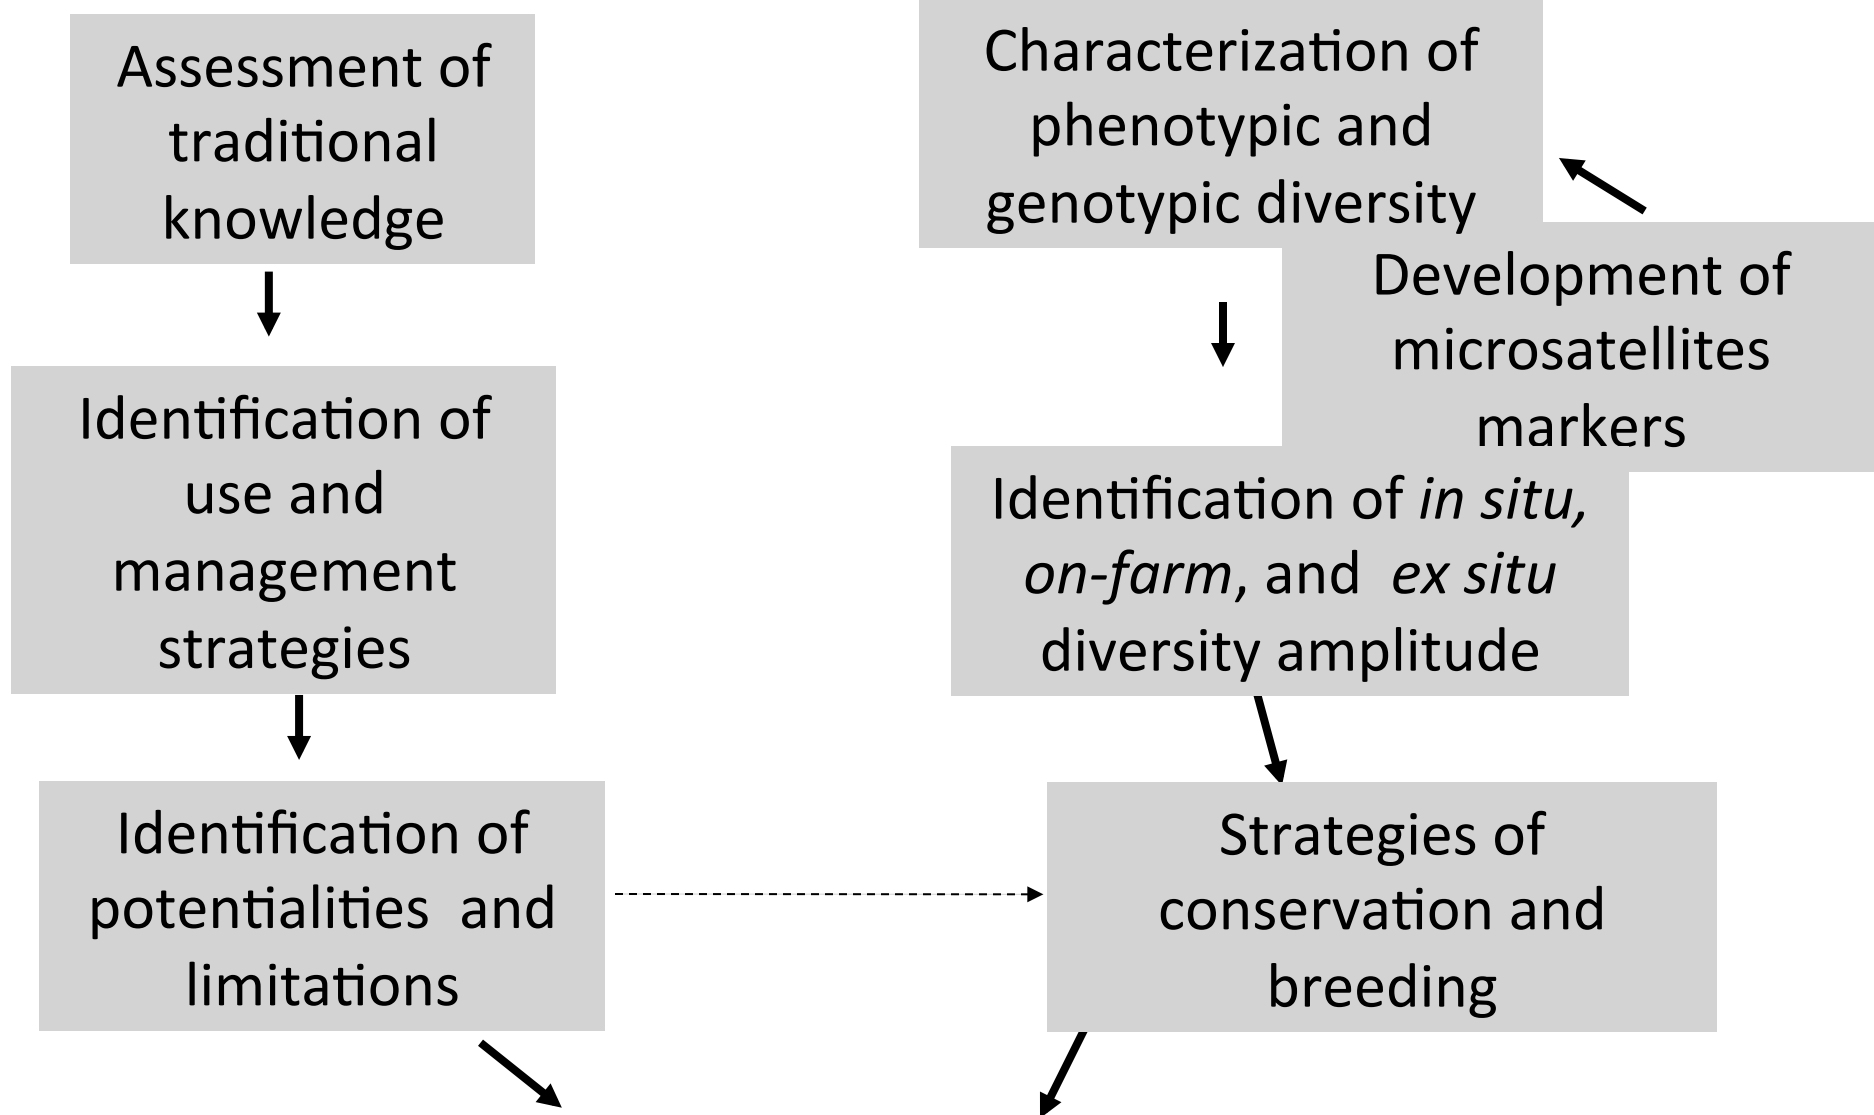 Assessment of
traditional
knowledge
Identification of
use and
management
strategies
Identification of
potentialities  and
limitations
Characterization of
phenotypic and
genotypic diversity
Development of
microsatellites
markers
Identification of in situ,
on-farm, and  ex situ
diversity amplitude
Strategies of
conservation and
breeding